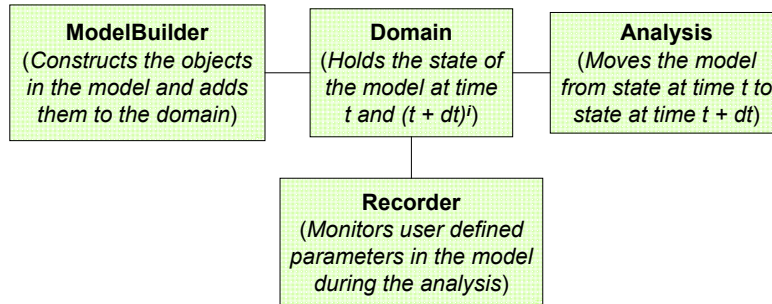 ModelBuilder
(Constructs the objects
in the model and adds
them to the domain)
Domain
(Holds the state of
the model at time
t and (t + dt)ⁱ)
Analysis
(Moves the model
from state at time t to
state at time t + dt)
Recorder
(Monitors user defined
parameters in the model
during the analysis)